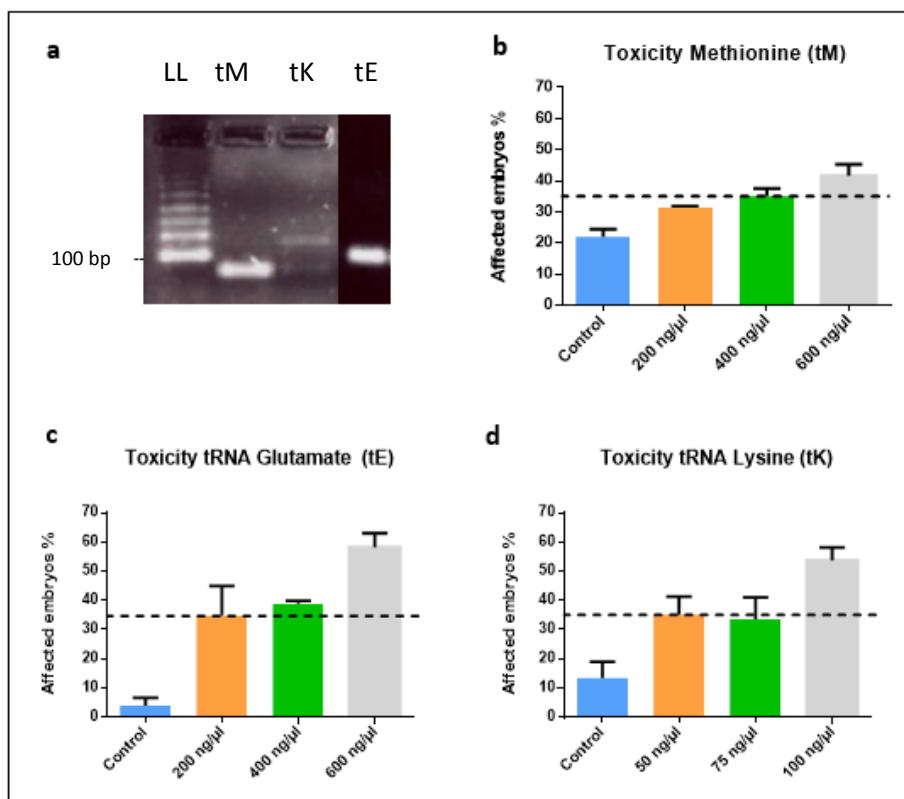 a
LL tM tK tE
100 bp
b
Toxicity Methionine (tM)
Affected embryos %
70
60
50
40
30
20
10
0
Control
200 ng/µl
400 ng/µl
600 ng/µl
c
Toxicity tRNA Glutamate (tE)
Affected embryos %
70
60
50
40
30
20
10
0
Control
200 ng/µl
400 ng/µl
600 ng/µl
d
Toxicity tRNA Lysine (tK)
Affected embryos %
70
60
50
40
30
20
10
0
Control
50 ng/µl
75 ng/µl
100 ng/µl